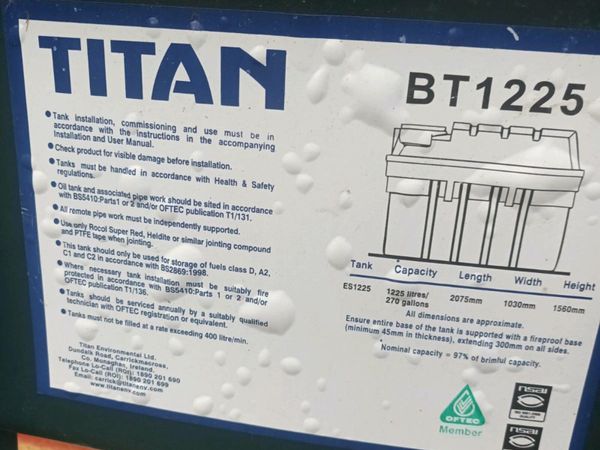 TITAN
BT1225
• Tank installation, commissioning and use must be in
accordance with the instructions in the accompanying
Installation and User Manual.
• Check product for visible damage before installation.
• Tanks must be handled in accordance with Health & Safety
regulations.
• Oil tank and associated pipe work should be sited in accordance
with BS5410:Parts1 or 2 and/or OFTEC publication T1/131.
• All remote pipe work must be independently supported.
• Use only Rocol Super Red, Heldite or similar jointing compound
and PTFE tape when jointing.
• This tank should only be used for storage of fuels class D, A2,
C1 and C2 in accordance with BS2869:1998.
• Where necessary tank installation must be suitably fire
protected in accordance with BS5410:Parts 1 or 2 and/or
OFTEC publication T1/136.
• Tanks should be serviced annually by a suitably qualified
technician with OFTEC registration or equivalent.
• Tanks must not be filled at a rate exceeding 400 litre/min.
Titan Environmental Ltd.
Dundalk Road, Carrickmacross,
Co. Monaghan, Ireland.
Telephone Lo-Call (ROI): 1890 201 690
Fax Lo-Call (ROI): 1890 201 699
Email: carrick@titanenv.com
www.titanenv.com
Tank Capacity Length Width Height
ES1225 1225 litres/ 2075mm 1030mm 1560mm
270 gallons
All dimensions are approximate.
Ensure entire base of the tank is supported with a fireproof base
(minimum 45mm in thickness), extending 300mm on all sides.
Nominal capacity = 97% of brimful capacity.
OFTEC
Member
nsai
nsai